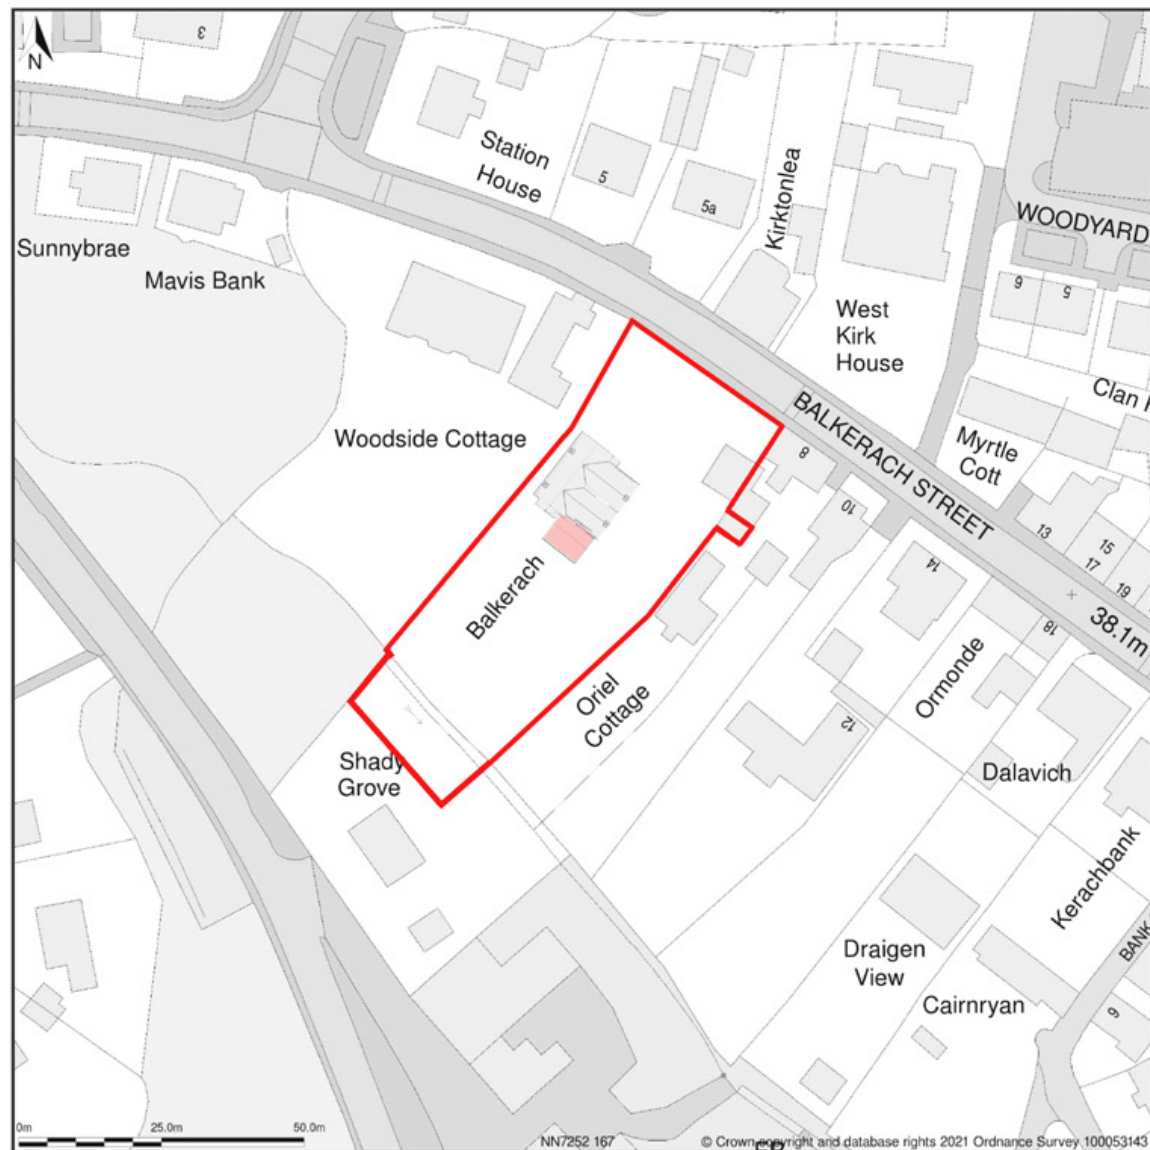 N
3
Station
House
5
5a
Kirktonlea
WOODYARD
Sunnybrae
Mavis Bank
6
5
West
Kirk
House
Clan
BALKERACH STREET
Woodside Cottage
Myrtle
Cott
8
10
13
15
17
19
14
38.1m
18
Balkerach
Oriel
Cottage
Ormonde
12
Shady
Grove
Dalavich
Kerachbank
Draigen
View
BANK
Cairnryan
9
0m 25.0m 50.0m
NN7252 167
© Crown copyright and database rights 2021 Ordnance Survey 100053143